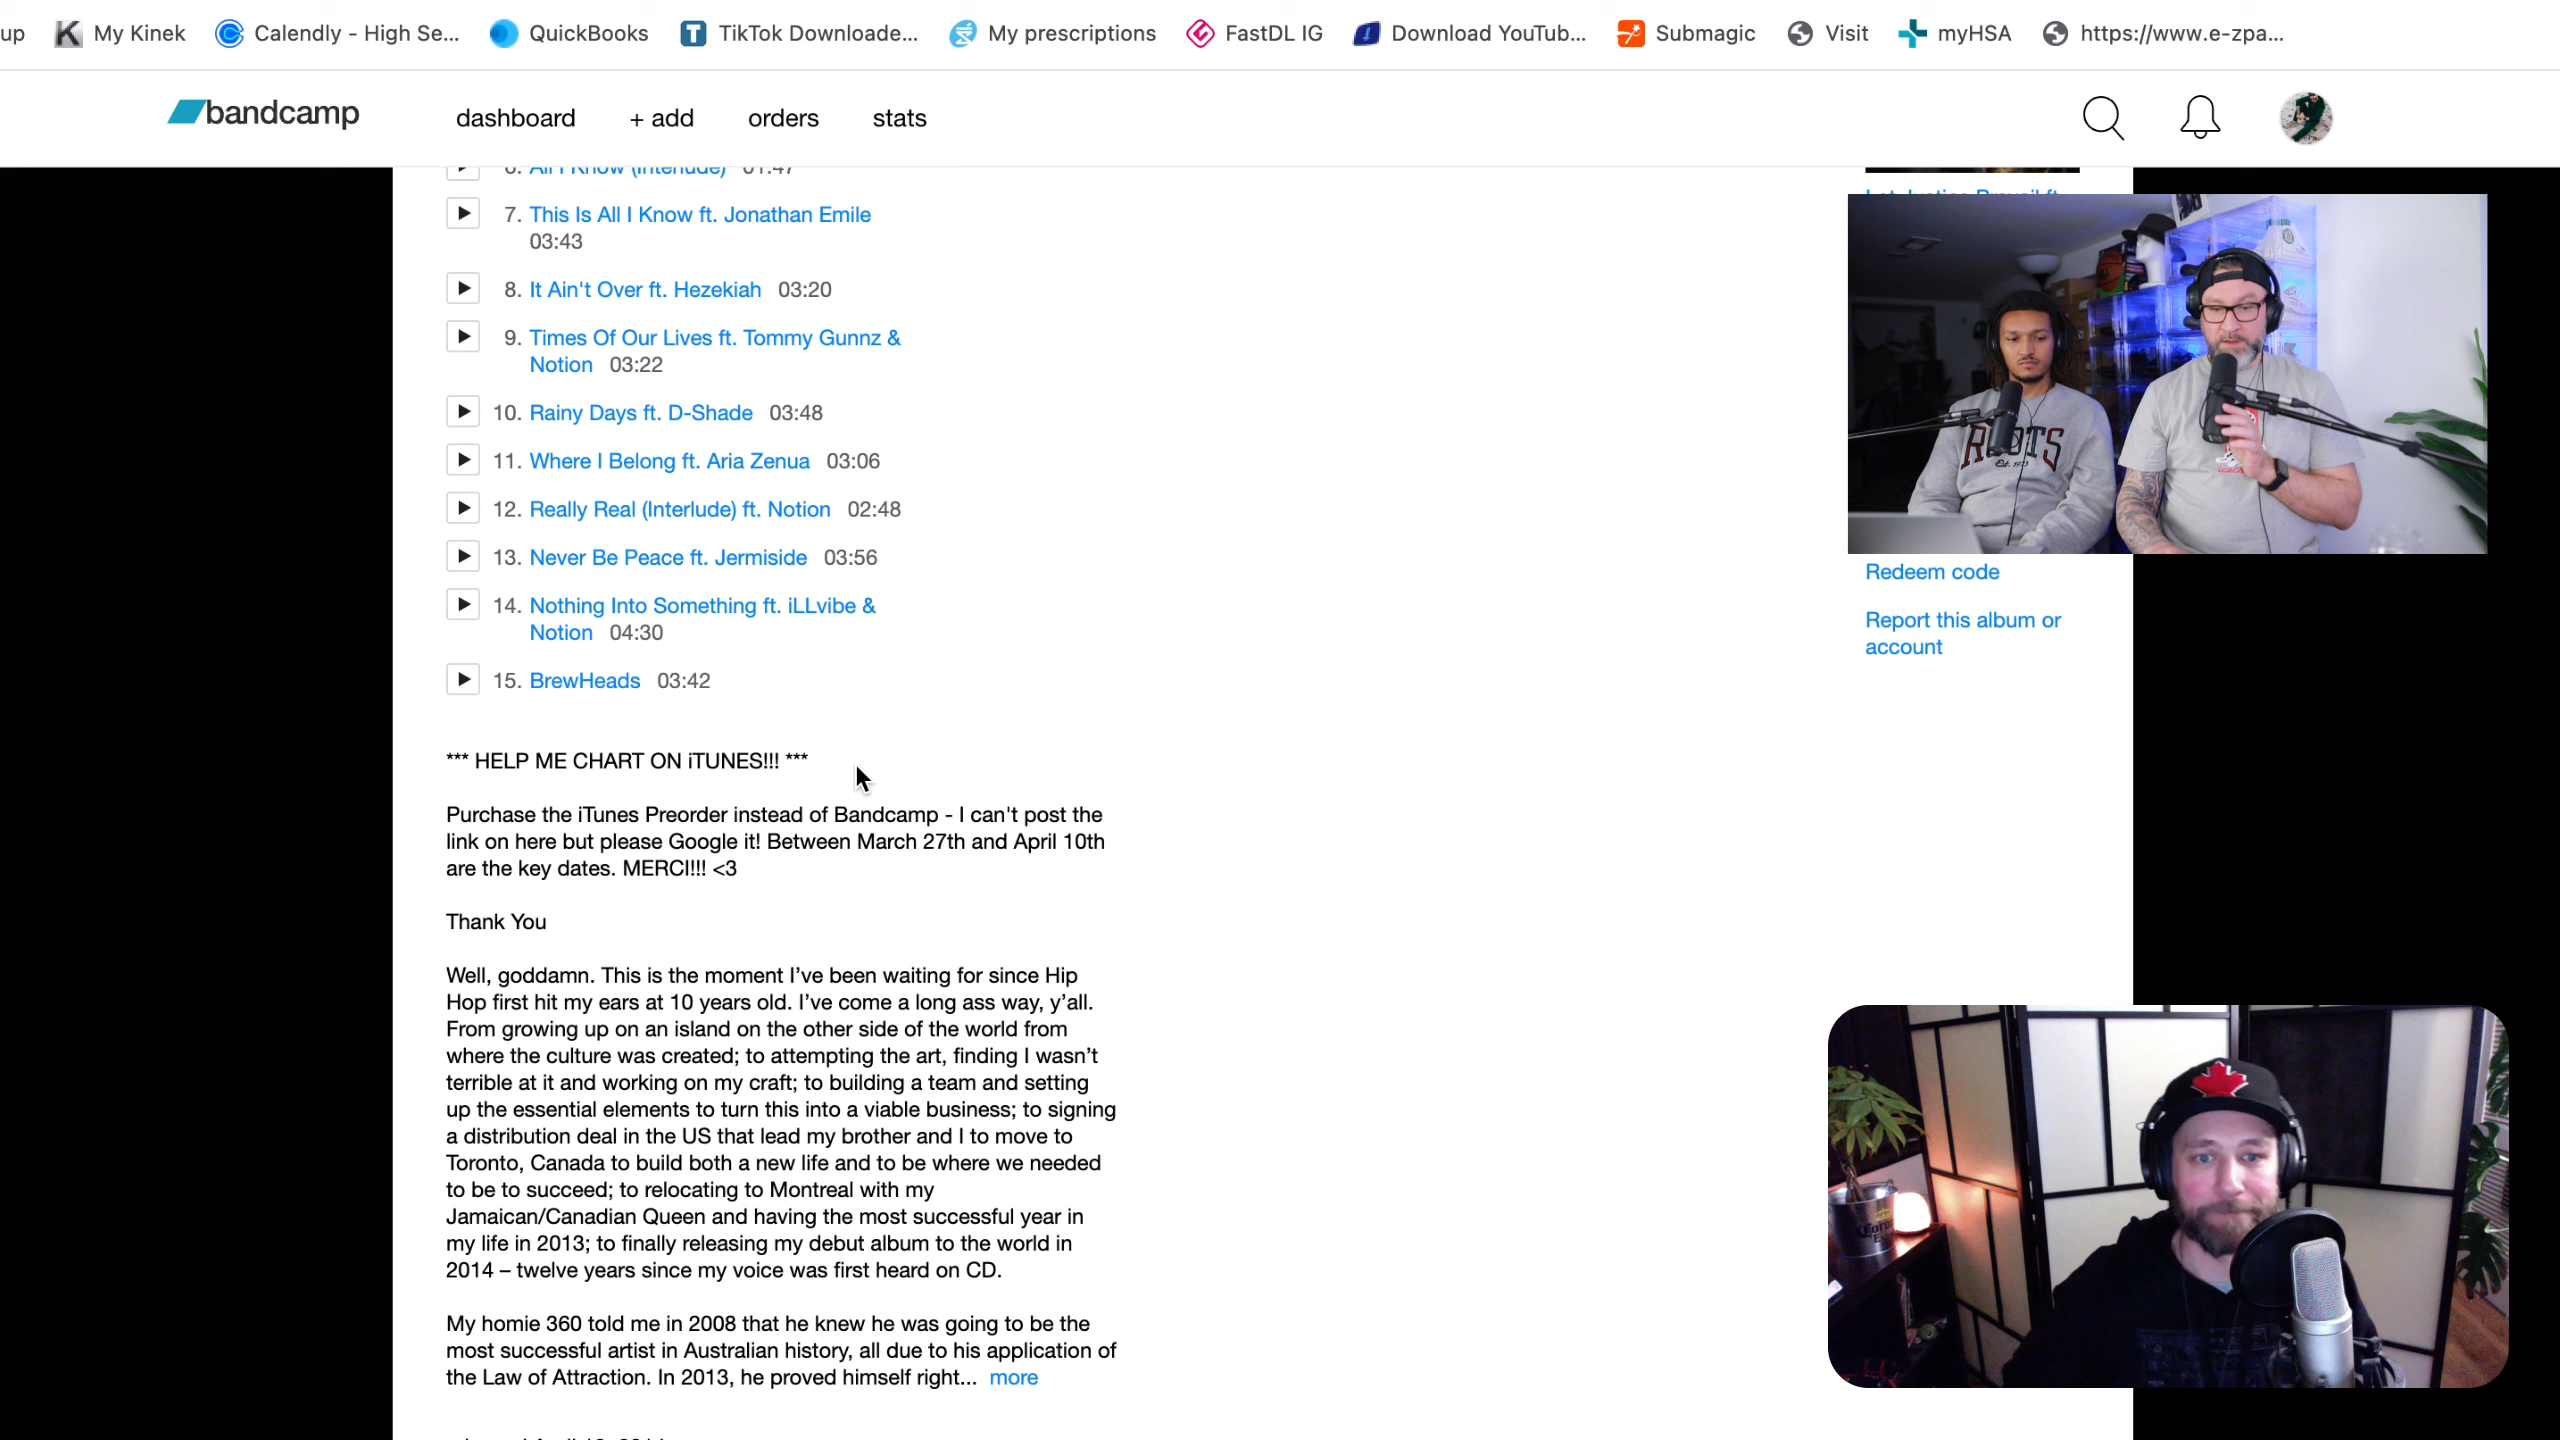 up My Kinek Calendly - High Se... QuickBooks TikTok Downloade... My prescriptions FastDL IG Download YouTub... Submagic Visit myHSA https://www.e-zpa...
bandcamp dashboard + add orders stats
6. All I Know (Interlude) 01:47
7. This Is All I Know ft. Jonathan Emile
03:43
8. It Ain't Over ft. Hezekiah 03:20
9. Times Of Our Lives ft. Tommy Gunnz &
Notion 03:22
10. Rainy Days ft. D-Shade 03:48
11. Where I Belong ft. Aria Zenua 03:06
12. Really Real (Interlude) ft. Notion 02:48
13. Never Be Peace ft. Jermiside 03:56
14. Nothing Into Something ft. iLLvibe &
Notion 04:30
15. BrewHeads 03:42
*** HELP ME CHART ON iTUNES!!! ***
Purchase the iTunes Preorder instead of Bandcamp - I can't post the
link on here but please Google it! Between March 27th and April 10th
are the key dates. MERCI!!! <3
Thank You
Well, goddamn. This is the moment I’ve been waiting for since Hip
Hop first hit my ears at 10 years old. I’ve come a long ass way, y’all.
From growing up on an island on the other side of the world from
where the culture was created; to attempting the art, finding I wasn’t
terrible at it and working on my craft; to building a team and setting
up the essential elements to turn this into a viable business; to signing
a distribution deal in the US that lead my brother and I to move to
Toronto, Canada to build both a new life and to be where we needed
to be to succeed; to relocating to Montreal with my
Jamaican/Canadian Queen and having the most successful year in
my life in 2013; to finally releasing my debut album to the world in
2014 – twelve years since my voice was first heard on CD.
My homie 360 told me in 2008 that he knew he was going to be the
most successful artist in Australian history, all due to his application of
the Law of Attraction. In 2013, he proved himself right... more
Let Justice Prevail ft.
ROOTS
Est. 1973
Redeem code
Report this album or
account